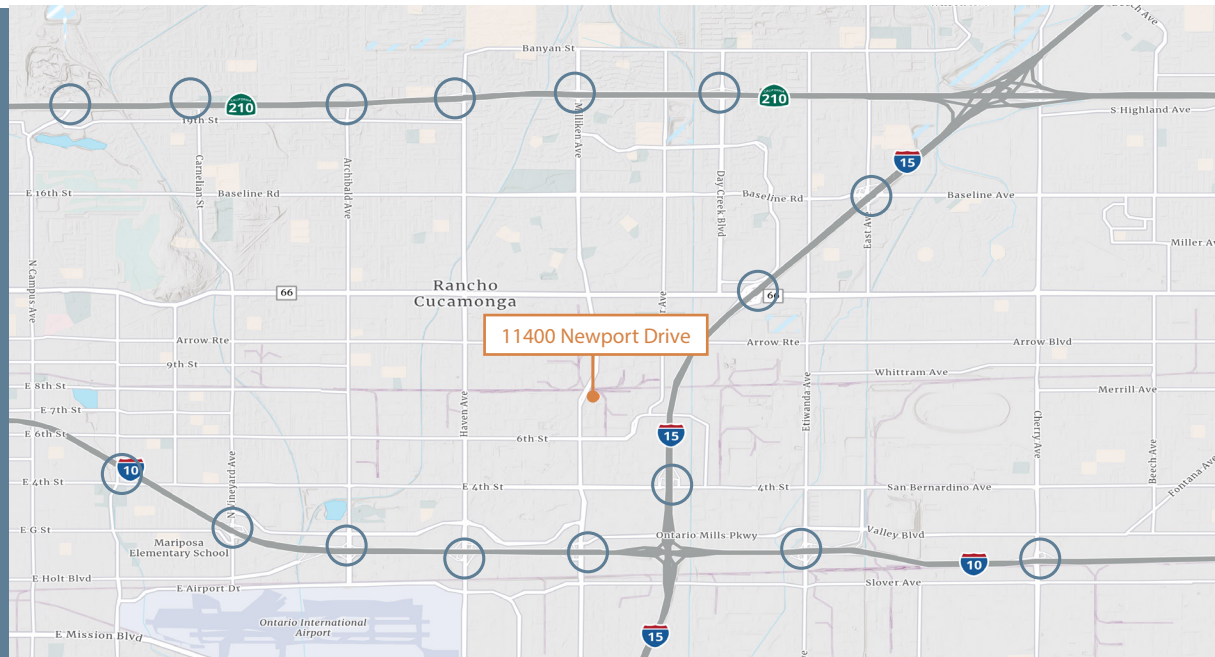 Beech Ave
Banyan St
CALIFORNIA
210
CALIFORNIA
210
19th St
S Highland Ave
Milliken Ave
Carnelian St
Archibald Ave
Day Creek Blvd
15
E 16th St
Baseline Rd
Baseline Rd
Baseline Ave
East Ave
Miller Av
N Campus Ave
Rancho
Cucamonga
66
66
r Ave
11400 Newport Drive
Arrow Rte
Arrow Rte
Arrow Blvd
9th St
Whittram Ave
E 8th St
Merrill Ave
Etiwanda Ave
E 7th St
Haven Ave
Cherry Ave
E 6th St
6th St
15
Beech Ave
10
N Vineyard Ave
Fontana Ave
E 4th St
E 4th St
4th St
San Bernardino Ave
E G St
Mariposa
Elementary School
Ontario Mills Pkwy
Valley Blvd
10
E Holt Blvd
E Airport Dr
Slover Ave
Ontario International
Airport
E Mission Blvd
15